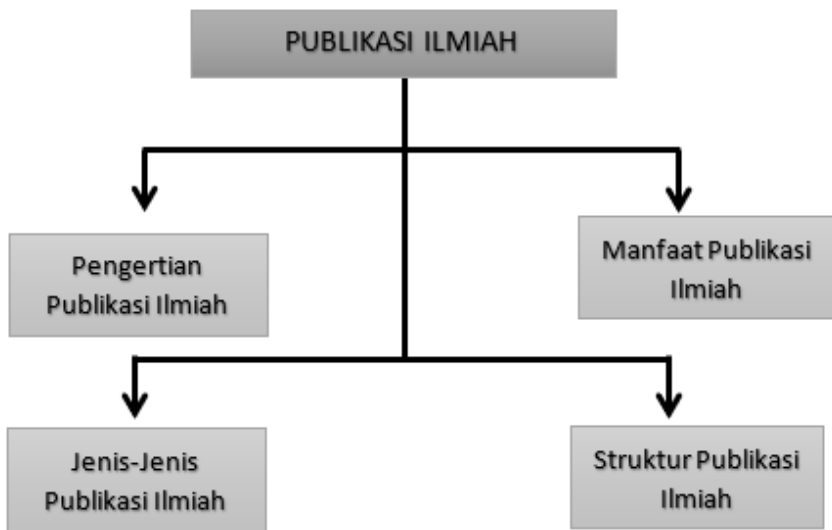 PUBLIKASI ILMIAH
Pengertian
Publikasi Ilmiah
Manfaat Publikasi
Ilmiah
Jenis-Jenis
Publikasi Ilmiah
Struktur Publikasi
Ilmiah